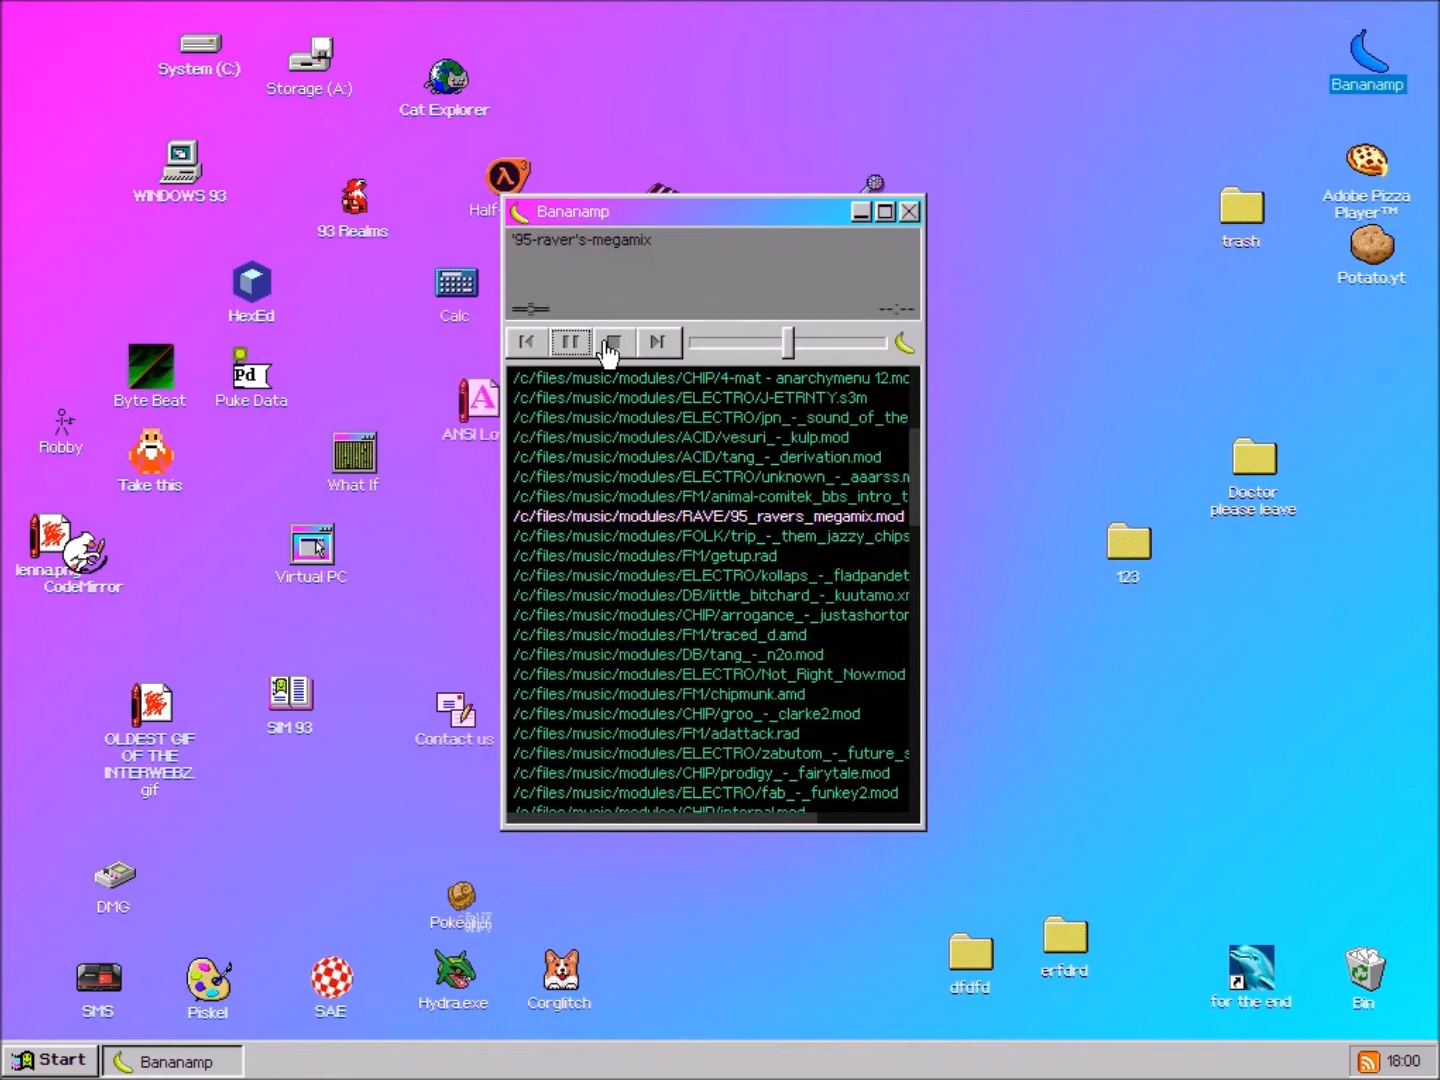 System (C:)
Storage (A:)
Cat Explorer
Bananamp
WINDOWS 93
93 Realms
3
Half-
Adobe Pizza
Player™
trash
Potato.yt
HexEd
Calc
Byte Beat
Pd
Puke Data
Robby
Take this
What If
A
Doctor
please leave
lenna.png
CodeMirror
Virtual PC
123
OLDEST GIF
OF THE
INTERWEBZ.
gif
SIM 93
Contact us
DMG
SMS
Piskel
SAE
Hydra.exe
Corglitch
dfdfd
erfdrd
for the end
Bin
Bananamp
'95-raver's-megamix
--:--
/c/files/music/modules/CHIP/4-mat - anarchymenu 12.mo
/c/files/music/modules/ELECTRO/J-ETRNTY.s3m
/c/files/music/modules/ELECTRO/jpn_-_sound_of_the
/c/files/music/modules/ACID/vesuri_-_kulp.mod
/c/files/music/modules/ACID/tang_-_derivation.mod
/c/files/music/modules/ELECTRO/unknown_-_aaarss.m
/c/files/music/modules/FM/animal-comitek_bbs_intro_t
/c/files/music/modules/RAVE/95_ravers_megamix.mod
/c/files/music/modules/FOLK/trip_-_them_jazzy_chips
/c/files/music/modules/FM/getup.rad
/c/files/music/modules/ELECTRO/kollaps_-_fladpandet
/c/files/music/modules/DB/little_bitchard_-_kuutamo.xm
/c/files/music/modules/CHIP/arrogance_-_justashortor
/c/files/music/modules/FM/traced_d.amd
/c/files/music/modules/DB/tang_-_n2o.mod
/c/files/music/modules/ELECTRO/Not_Right_Now.mod
/c/files/music/modules/FM/chipmunk.amd
/c/files/music/modules/CHIP/groo_-_clarke2.mod
/c/files/music/modules/FM/adattack.rad
/c/files/music/modules/ELECTRO/zabutom_-_future_s
/c/files/music/modules/CHIP/prodigy_-_fairytale.mod
/c/files/music/modules/ELECTRO/fab_-_funkey2.mod
/c/files/music/modules/CHIP/internal.mod
Start
Bananamp
18:00